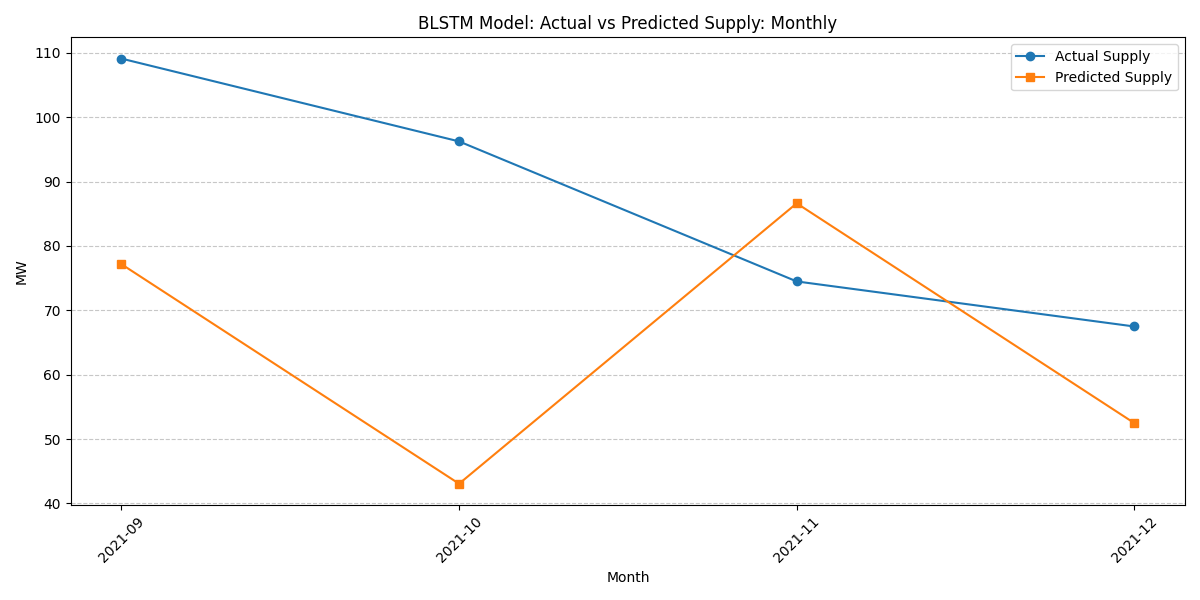 BLSTM Model: Actual vs Predicted Supply: Monthly
Actual Supply
Predicted Supply
MW
110
100
90
80
70
60
50
40
2021-09
2021-10
2021-11
2021-12
Month